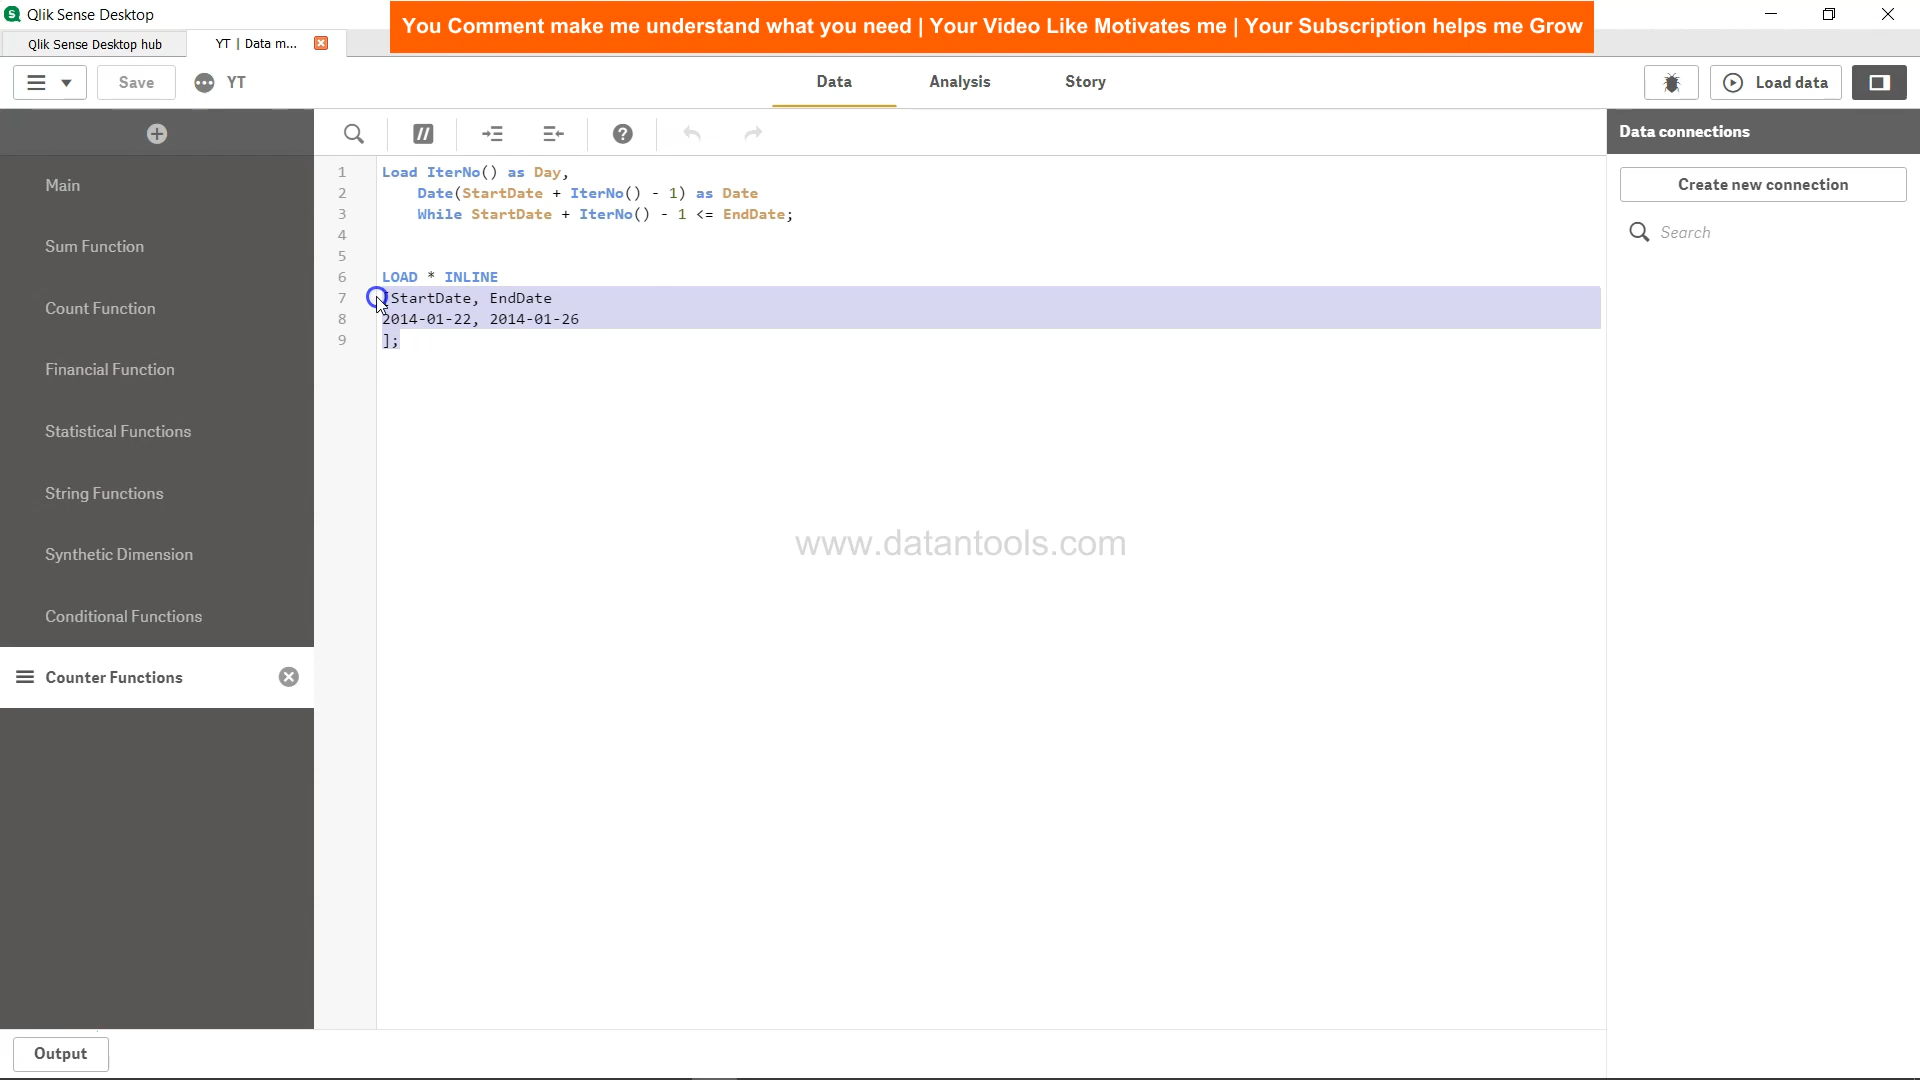 Qlik Sense Desktop
You Comment make me understand what you need | Your Video Like Motivates me | Your Subscription helps me Grow
Qlik Sense Desktop hub
YT | Data m...
Save
YT
Data
Analysis
Story
Load data
Data connections
Create new connection
Search
Main
Sum Function
Count Function
Financial Function
Statistical Functions
String Functions
Synthetic Dimension
Conditional Functions
Counter Functions
1 Load IterNo() as Day,
2 Date(StartDate + IterNo() - 1) as Date
3 While StartDate + IterNo() - 1 <= EndDate;
4
5
6 LOAD * INLINE
7 [StartDate, EndDate
8 2014-01-22, 2014-01-26
9 ];
www.datantools.com
Output